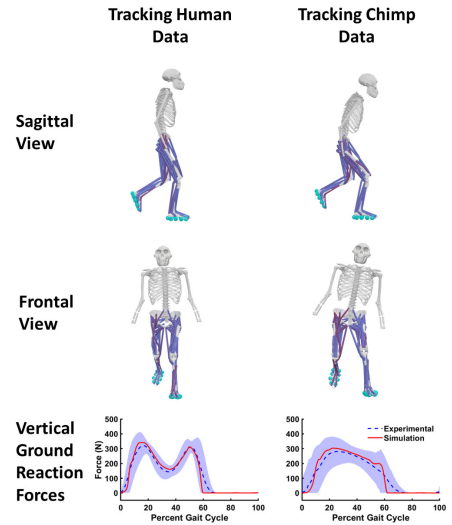 Tracking Human Data
Tracking Chimp Data
Sagittal View
Frontal View
Vertical Ground Reaction Forces
Force (N)
500
400
300
200
100
0
0 20 40 60 80 100
Percent Gait Cycle
500
400
300
200
100
0
0 20 40 60 80 100
Percent Gait Cycle
Experimental
Simulation